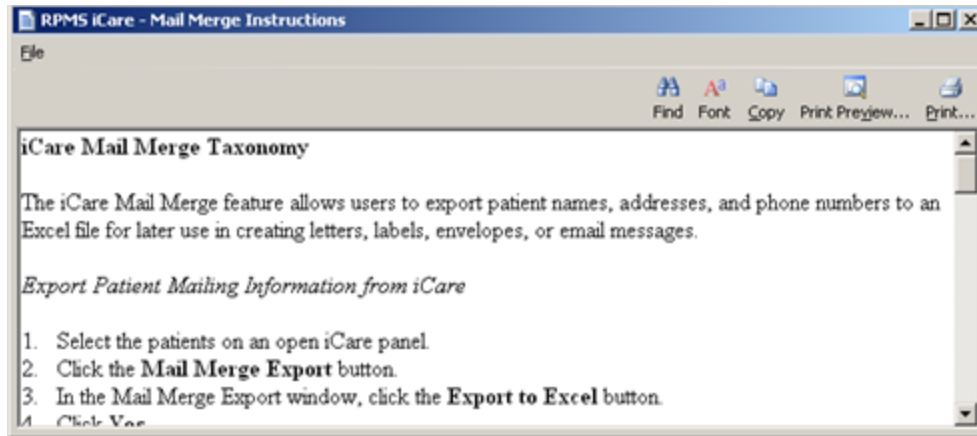 RPMS iCare - Mail Merge Instructions
File
Find Font Copy Print Preview... Print...
iCare Mail Merge Taxonomy
The iCare Mail Merge feature allows users to export patient names, addresses, and phone numbers to an
Excel file for later use in creating letters, labels, envelopes, or email messages.
Export Patient Mailing Information from iCare
1. Select the patients on an open iCare panel.
2. Click the Mail Merge Export button.
3. In the Mail Merge Export window, click the Export to Excel button.
4. Click Yes